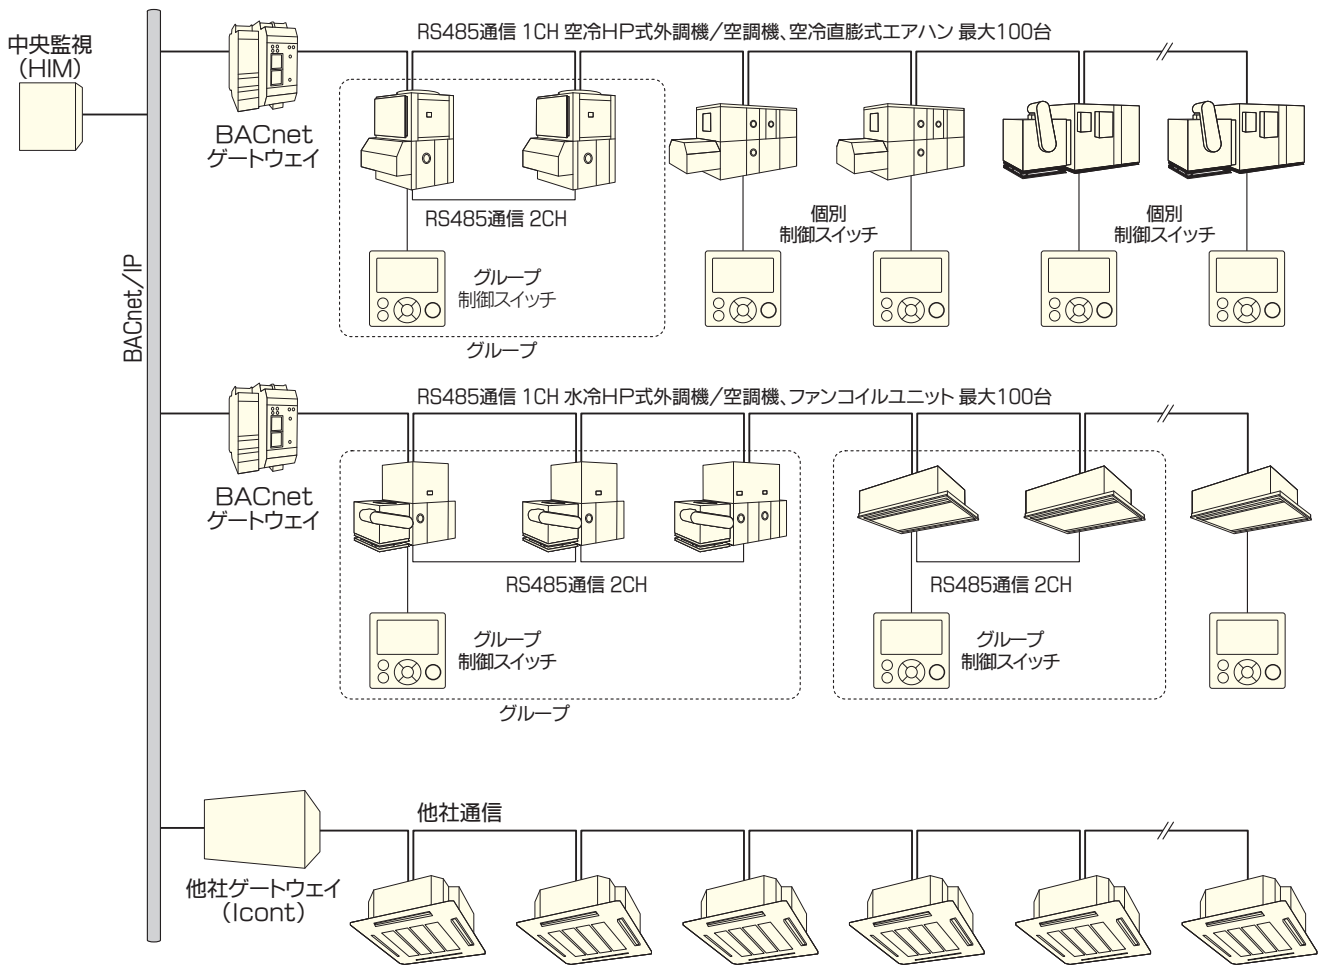 中央監視
（HIM）
BACnet/IP
RS485通信 1CH 空冷HP式外調機/空調機、空冷直膨式エアハン 最大100台
BACnet
ゲートウェイ
RS485通信 2CH
グループ
制御スイッチ
グループ
個別
制御スイッチ
個別
制御スイッチ
RS485通信 1CH 水冷HP式外調機/空調機、ファンコイルユニット 最大100台
BACnet
ゲートウェイ
RS485通信 2CH
グループ
制御スイッチ
グループ
RS485通信 2CH
グループ
制御スイッチ
他社通信
他社ゲートウェイ
（Icont）